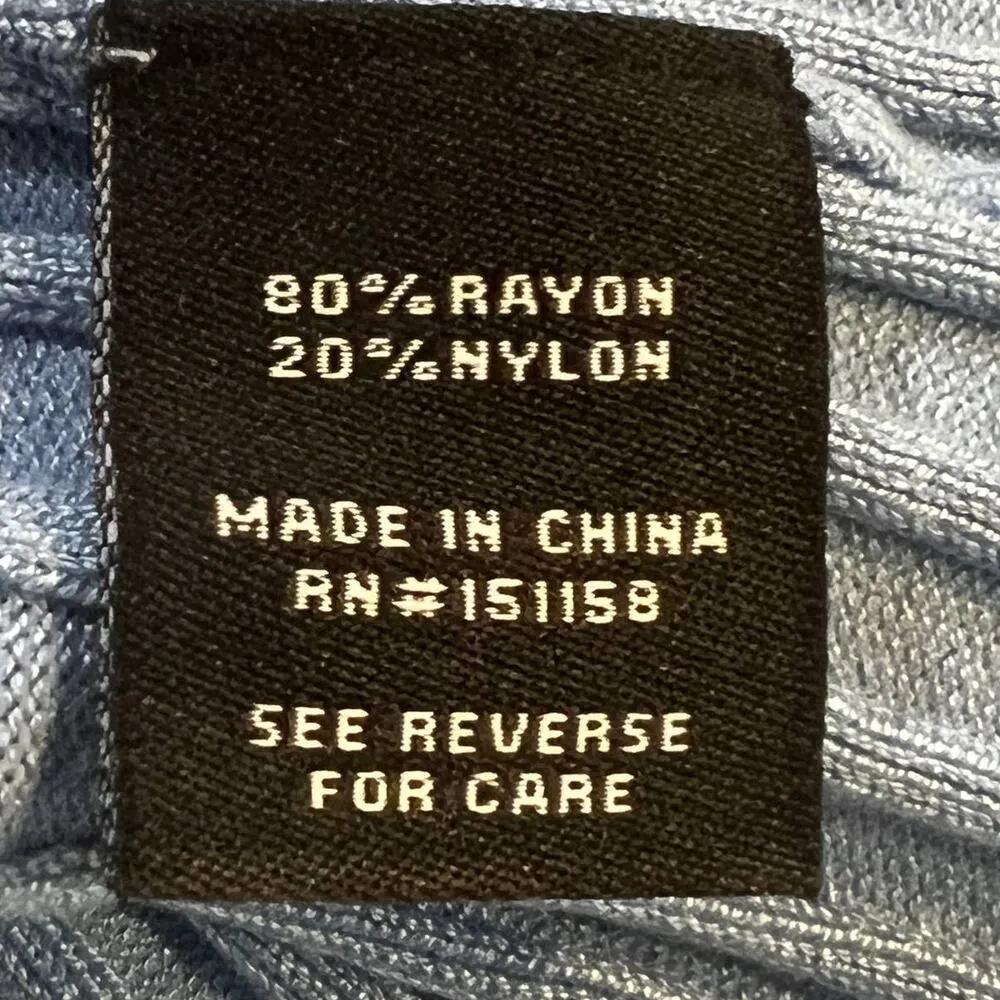 80% RAYON
20% NYLON
MADE IN CHINA
RN#151158
SEE REVERSE
FOR CARE